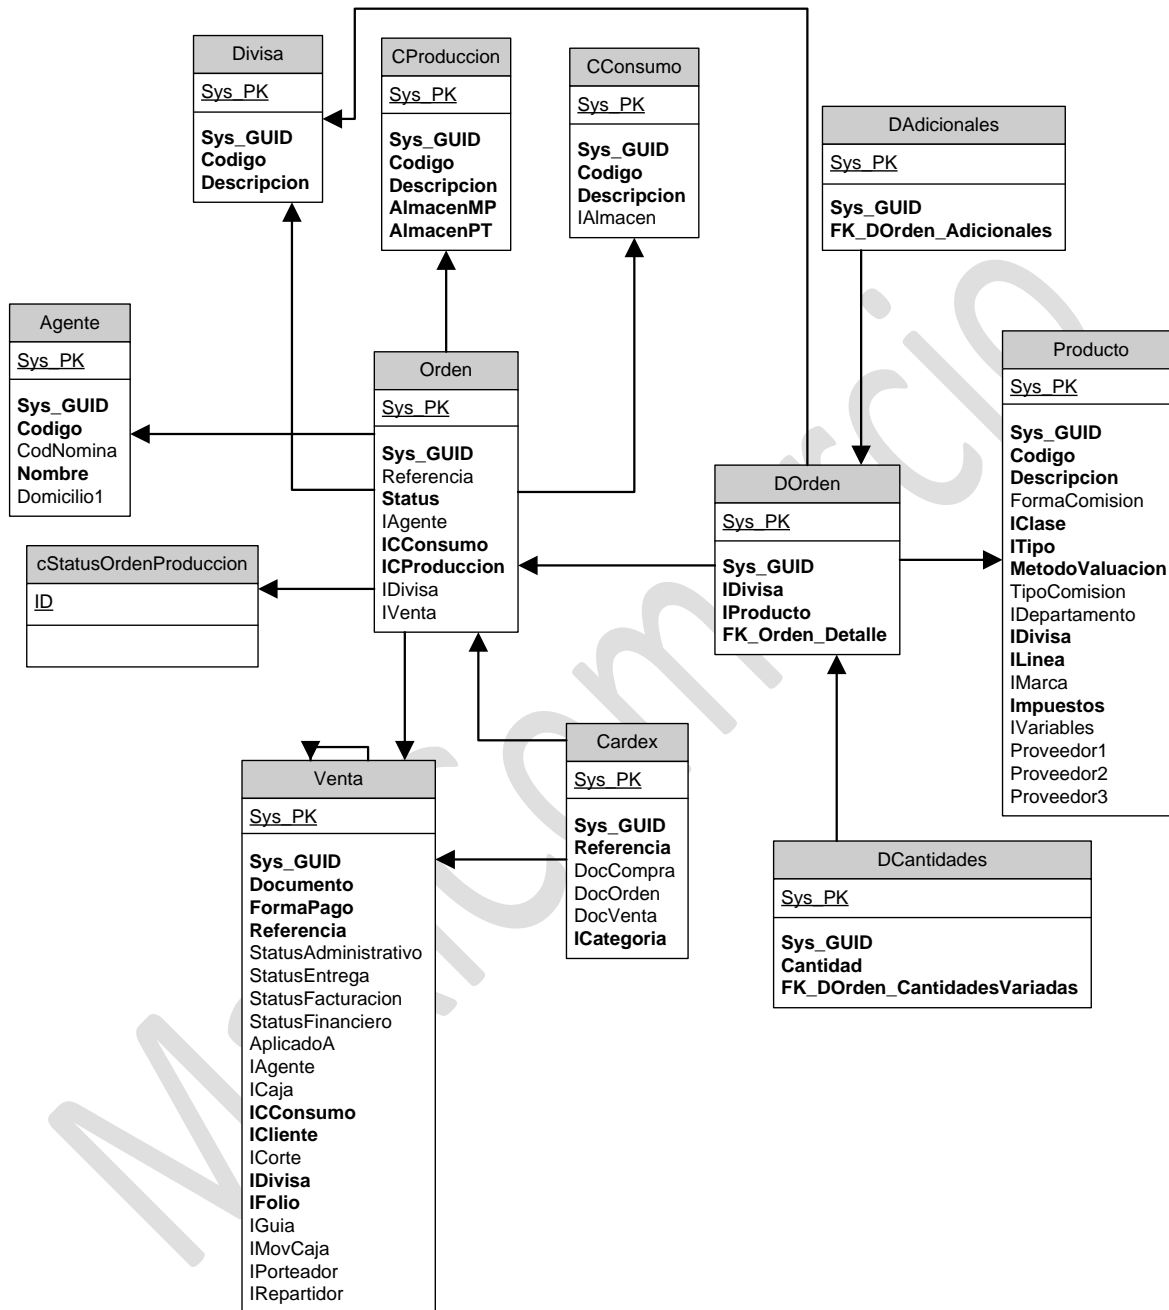 Divisa
Sys_PK
Sys_GUID
Codigo
Descripcion
CProduccion
Sys_PK
Sys_GUID
Codigo
Descripcion
AlmacenMP
AlmacenPT
CConsumo
Sys_PK
Sys_GUID
Codigo
Descripcion
IAlmacen
DAdicionales
Sys_PK
Sys_GUID
FK_DOrden_Adicionales
Agente
Sys_PK
Sys_GUID
Codigo
CodNomina
Nombre
Domicilio1
Orden
Sys_PK
Sys_GUID
Referencia
Status
IAgente
ICConsumo
ICProduccion
IDivisa
IVenta
Producto
Sys_PK
Sys_GUID
Codigo
Descripcion
FormaComision
IClase
ITipo
MetodoValuacion
TipoComision
IDepartamento
IDivisa
ILinea
IMarca
Impuestos
IVariables
Proveedor1
Proveedor2
Proveedor3
DOrden
Sys_PK
Sys_GUID
IDivisa
IProducto
FK_Orden_Detalle
cStatusOrdenProduccion
ID
Cardex
Sys_PK
Sys_GUID
Referencia
DocCompra
DocOrden
DocVenta
ICategoria
Venta
Sys_PK
Sys_GUID
Documento
FormaPago
Referencia
StatusAdministrativo
StatusEntrega
StatusFacturacion
StatusFinanciero
AplicadoA
IAgente
ICaja
ICConsumo
ICliente
ICorte
IDivisa
IFolio
IGuia
IMovCaja
IPorteador
IRepartidor
DCantidades
Sys_PK
Sys_GUID
Cantidad
FK_DOrden_CantidadesVariadas